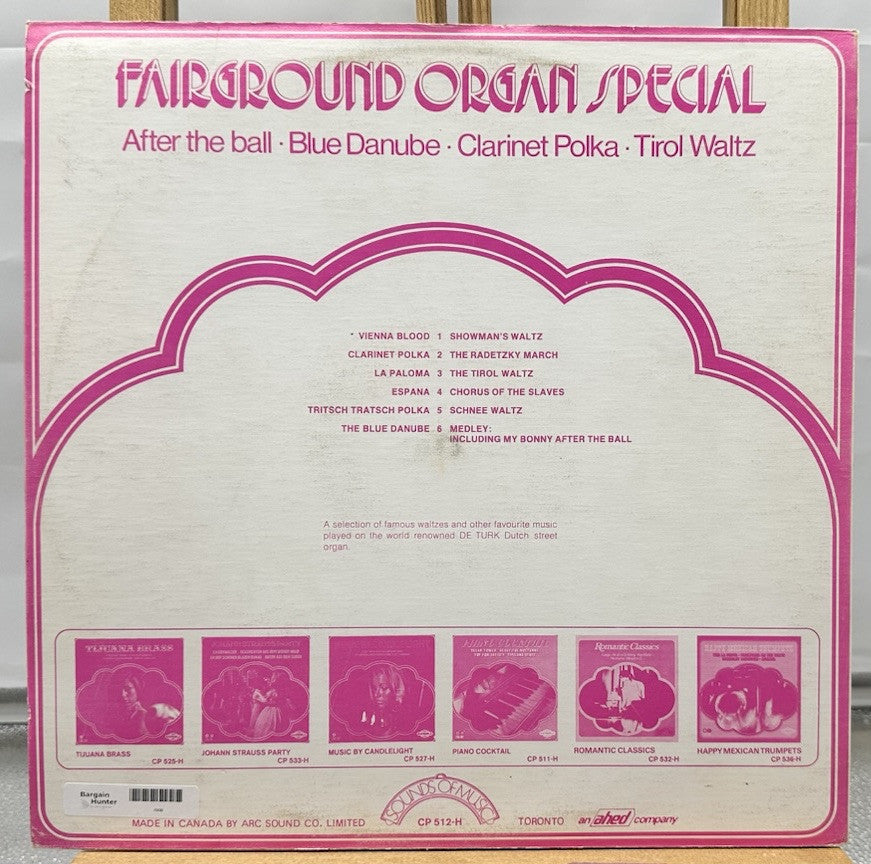 FAIRGROUND ORGAN SPECIAL
After the ball · Blue Danube · Clarinet Polka · Tirol Waltz
* VIENNA BLOOD 1 SHOWMAN'S WALTZ
CLARINET POLKA 2 THE RADETZKY MARCH
LA PALOMA 3 THE TIROL WALTZ
ESPANA 4 CHORUS OF THE SLAVES
TRITSCH TRATSCH POLKA 5 SCHNEE WALTZ
THE BLUE DANUBE 6 MEDLEY:
INCLUDING MY BONNY AFTER THE BALL
A selection of famous waltzes and other favourite music
played on the world renowned DE TURK Dutch street
organ.
TIJUANA BRASS
Romantic Classics
HAPPY MEXICAN TRUMPETS
TIJUANA BRASS
CP 525-H
JOHANN STRAUSS PARTY
CP 533-H
MUSIC BY CANDLELIGHT
CP 527-H
PIANO COCKTAIL
CP 511-H
ROMANTIC CLASSICS
CP 532-H
HAPPY MEXICAN TRUMPETS
CP 536-H
Bargain
Hunter
SOUNDS OF MUSIC
CP 512-H
MADE IN CANADA BY ARC SOUND CO. LIMITED
TORONTO an ahed company